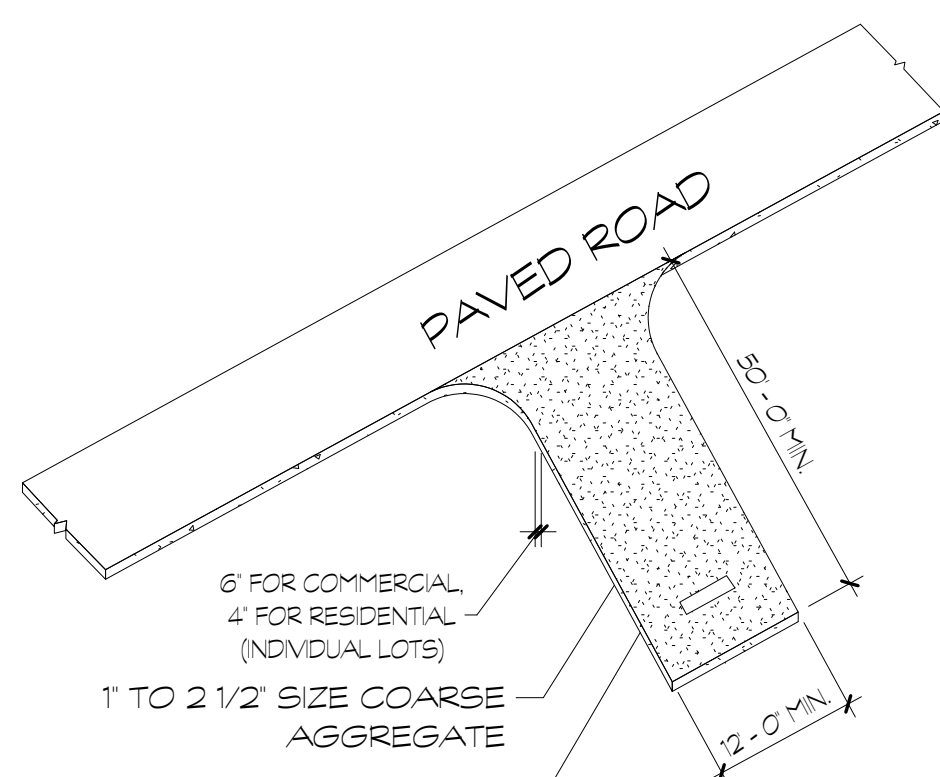 PAVED ROAD
50' - 0" MIN.
6" FOR COMMERCIAL,
4" FOR RESIDENTIAL
(INDIVIDUAL LOTS)
1" TO 2 1/2" SIZE COARSE
AGGREGATE
12' - 0" MIN.